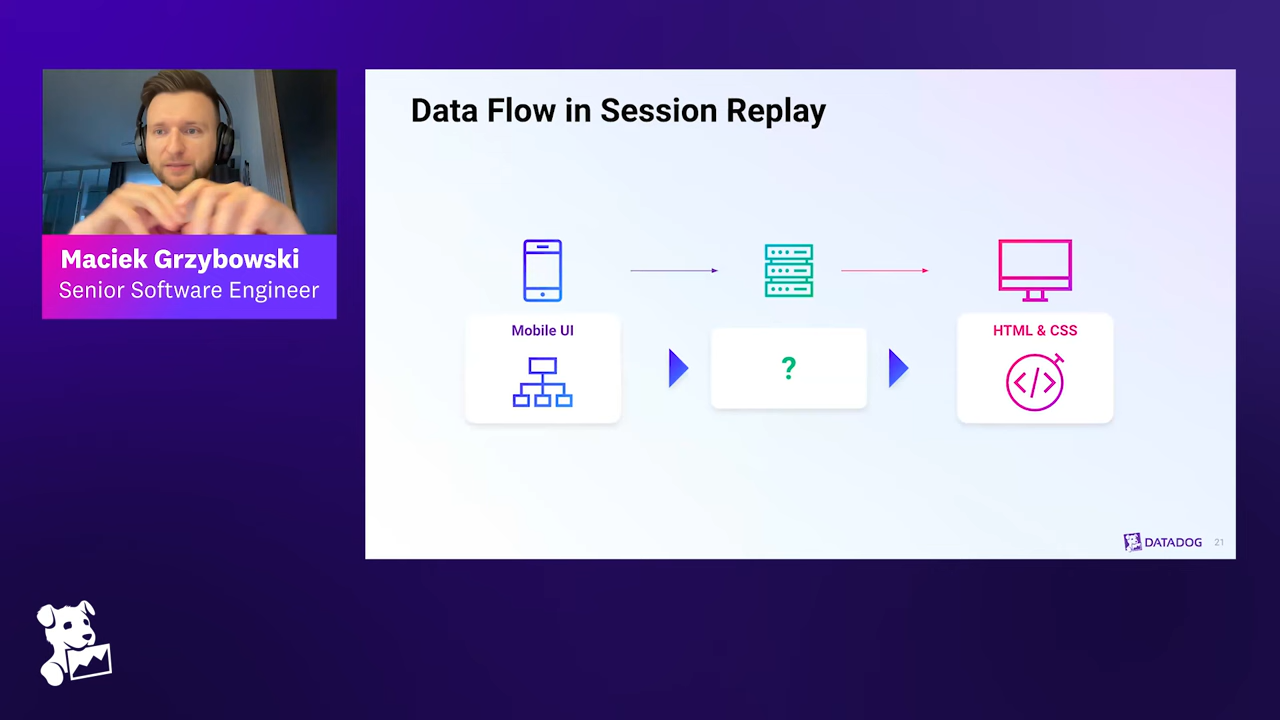 Data Flow in Session Replay
Maciek Grzybowski
Senior Software Engineer
Mobile UI
?
HTML & CSS
</>
DATADOG 21